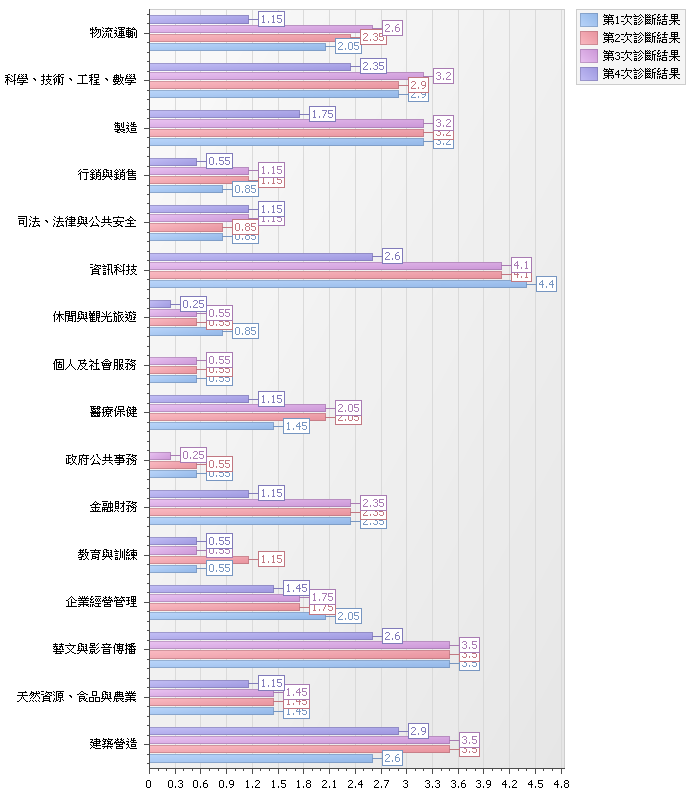 第1次診斷結果
第2次診斷結果
第3次診斷結果
第4次診斷結果
物流運輸
1.15
2.6
2.35
2.05
科學、技術、工程、數學
2.35
3.2
2.9
2.9
製造
1.75
3.2
3.2
3.2
行銷與銷售
0.55
1.15
1.15
0.85
司法、法律與公共安全
1.15
1.15
0.85
0.85
資訊科技
2.6
4.1
4.1
4.4
休閒與觀光旅遊
0.25
0.55
0.55
0.85
個人及社會服務
0.55
0.55
0.55
醫療保健
1.15
2.05
2.05
1.45
政府公共事務
0.25
0.55
0.55
金融財務
1.15
2.35
2.35
2.35
教育與訓練
0.55
0.55
1.15
0.55
企業經營管理
1.45
1.75
1.75
2.05
藝文與影音傳播
2.6
3.5
3.5
3.5
天然資源、食品與農業
1.15
1.45
1.45
1.45
建築營造
2.9
3.5
3.5
2.6
0 0.3 0.6 0.9 1.2 1.5 1.8 2.1 2.4 2.7 3 3.3 3.6 3.9 4.2 4.5 4.8